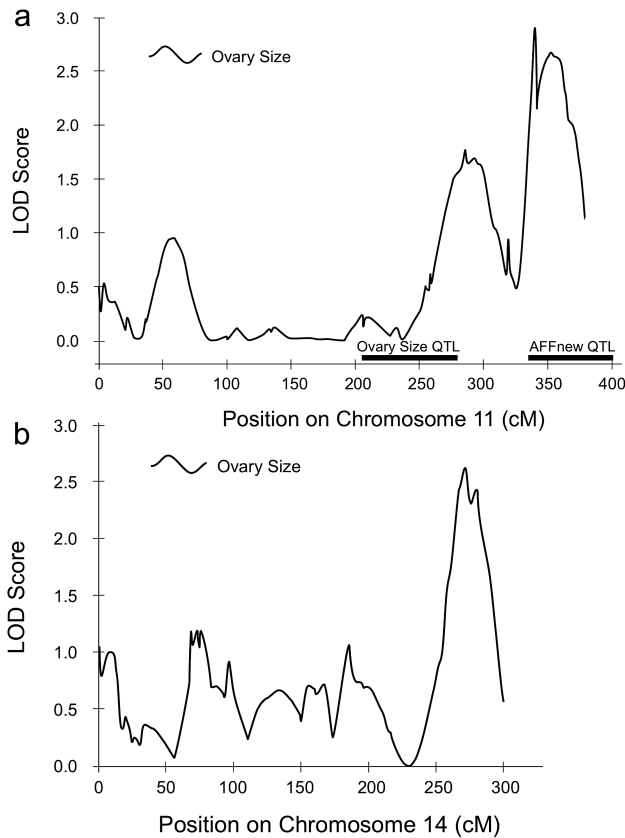 a
3.0
Ovary Size
2.5
2.0
LOD Score
1.5
1.0
0.5
0.0
Ovary Size QTL
AFFnew QTL
0 50 100 150 200 250 300 350 400
Position on Chromosome 11 (cM)
b
3.0
Ovary Size
2.5
2.0
LOD Score
1.5
1.0
0.5
0.0
0 50 100 150 200 250 300
Position on Chromosome 14 (cM)